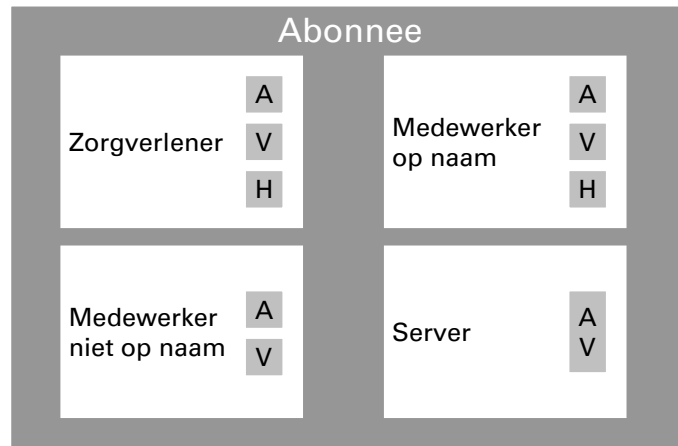 Abonnee
Zorgverlener
A
V
H
Medewerker
op naam
A
V
H
Medewerker
niet op naam
A
V
Server
A
V